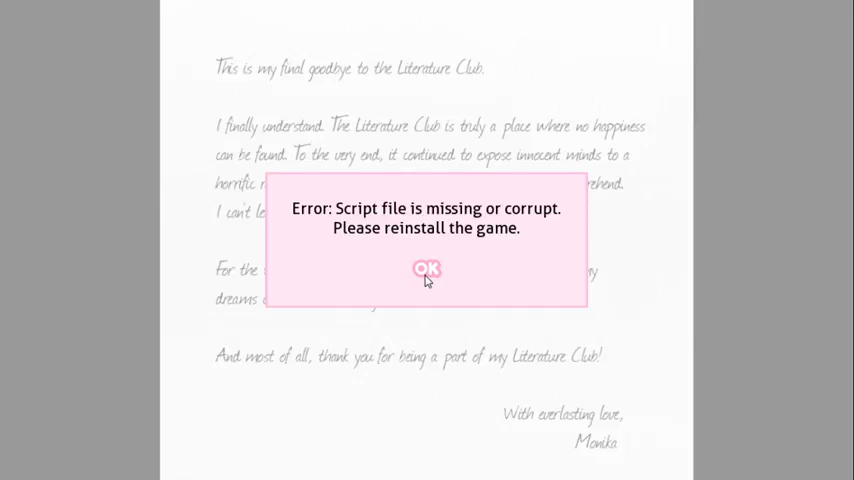 This is my final goodbye to the Literature Club.
I finally understand. The Literature Club is truly a place where no happiness
can be found. To the very end, it continued to expose innocent minds to a
horrific
Error: Script file is missing or corrupt.
Please reinstall the game.
I can't
OK
For the
dreams
And most of all, thank you for being a part of my Literature Club!
With everlasting love,
Monika